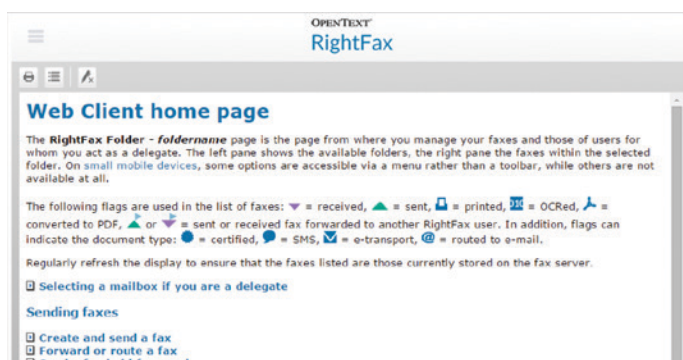 OPENTEXT™
RightFax
Web Client home page
The RightFax Folder - foldername page is the page from where you manage your faxes and those of users for
whom you act as a delegate. The left pane shows the available folders, the right pane the faxes within the selected
folder. On small mobile devices, some options are accessible via a menu rather than a toolbar, while others are not
available at all.
The following flags are used in the list of faxes: = received, = sent, = printed, = OCRed, =
converted to PDF, or = sent or received fax forwarded to another RightFax user. In addition, flags can
indicate the document type: = certified, = SMS, = e-transport, @ = routed to e-mail.
Regularly refresh the display to ensure that the faxes listed are those currently stored on the fax server.
Selecting a mailbox if you are a delegate
Sending faxes
Create and send a fax
Forward or route a fax